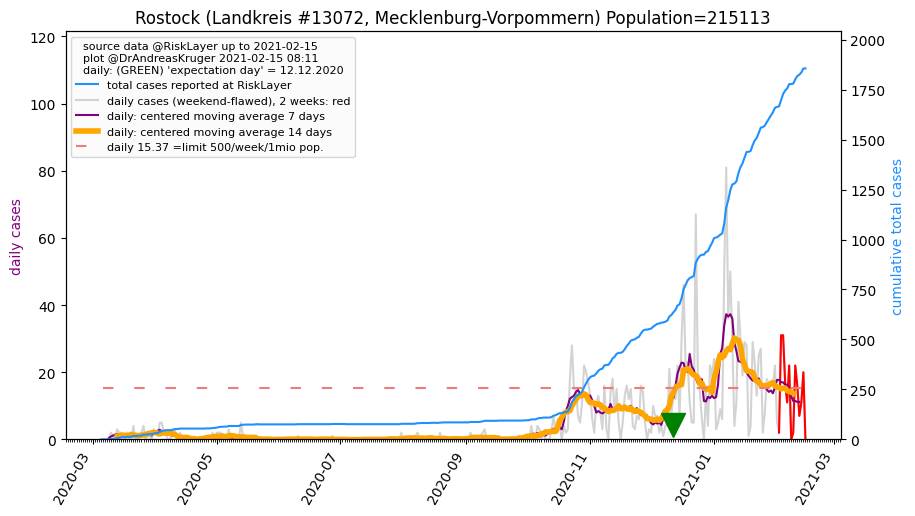 Rostock (Landkreis #13072, Mecklenburg-Vorpommern) Population=215113
source data @RiskLayer up to 2021-02-15
plot @DrAndreasKruger 2021-02-15 08:11
daily: (GREEN) 'expectation day' = 12.12.2020
total cases reported at RiskLayer
daily cases (weekend-flawed), 2 weeks: red
daily: centered moving average 7 days
daily: centered moving average 14 days
daily 15.37 =limit 500/week/1mio pop.
daily cases
120
100
80
60
40
20
0
cumulative total cases
2000
1750
1500
1250
1000
750
500
250
0
2020-03
2020-05
2020-07
2020-09
2020-11
2021-01
2021-03